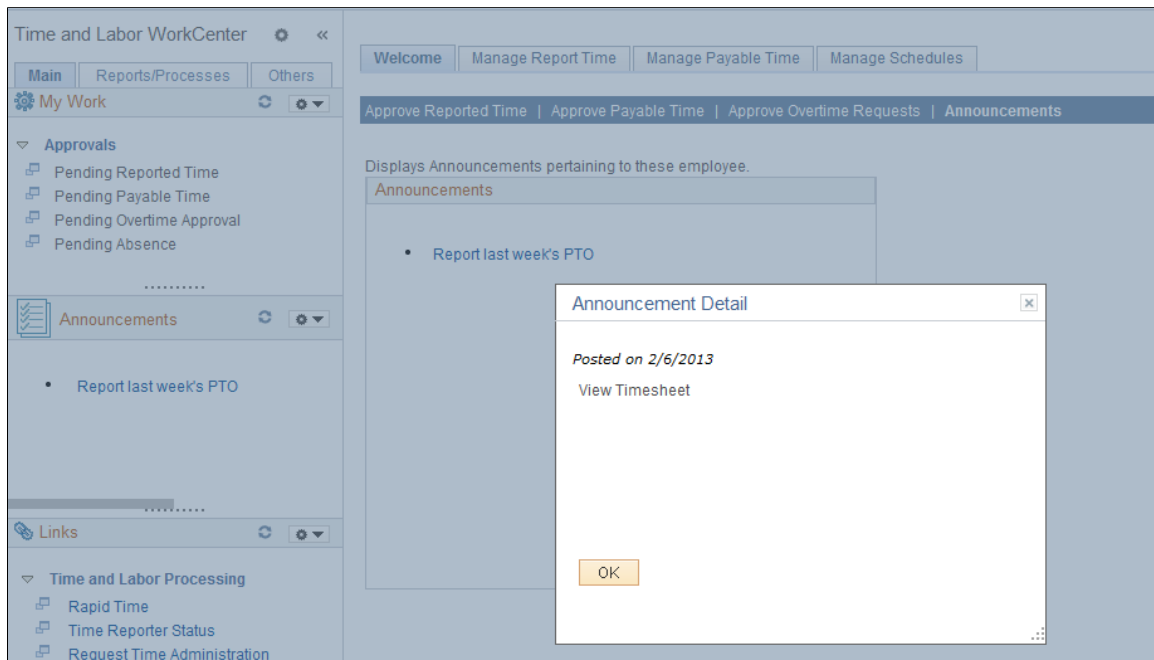 Time and Labor WorkCenter «
Main Reports/Processes Others
My Work
Approvals
Pending Reported Time
Pending Payable Time
Pending Overtime Approval
Pending Absence
Announcements
• Report last week's PTO
Links
Time and Labor Processing
Rapid Time
Time Reporter Status
Request Time Administration
Welcome Manage Report Time Manage Payable Time Manage Schedules
Approve Reported Time | Approve Payable Time | Approve Overtime Requests | Announcements
Displays Announcements pertaining to these employee.
Announcements
• Report last week's PTO
Announcement Detail
Posted on 2/6/2013
View Timesheet
OK